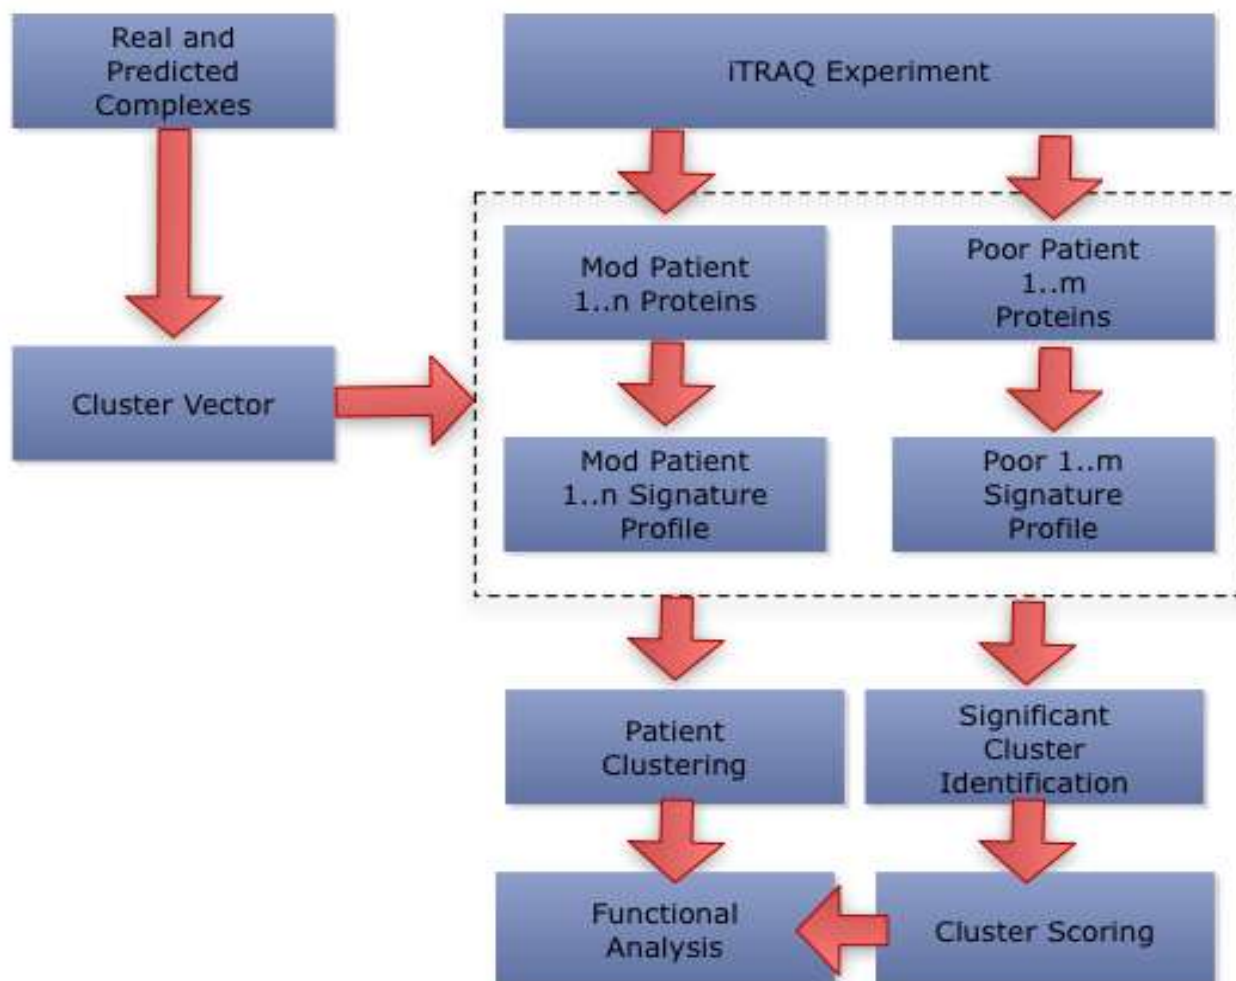 Real and
Predicted
Complexes
iTRAQ Experiment
Mod Patient
1..n Proteins
Poor Patient
1..m
Proteins
Cluster Vector
Mod Patient
1..n Signature
Profile
Poor 1..m
Signature
Profile
Patient
Clustering
Significant
Cluster
Identification
Functional
Analysis
Cluster Scoring